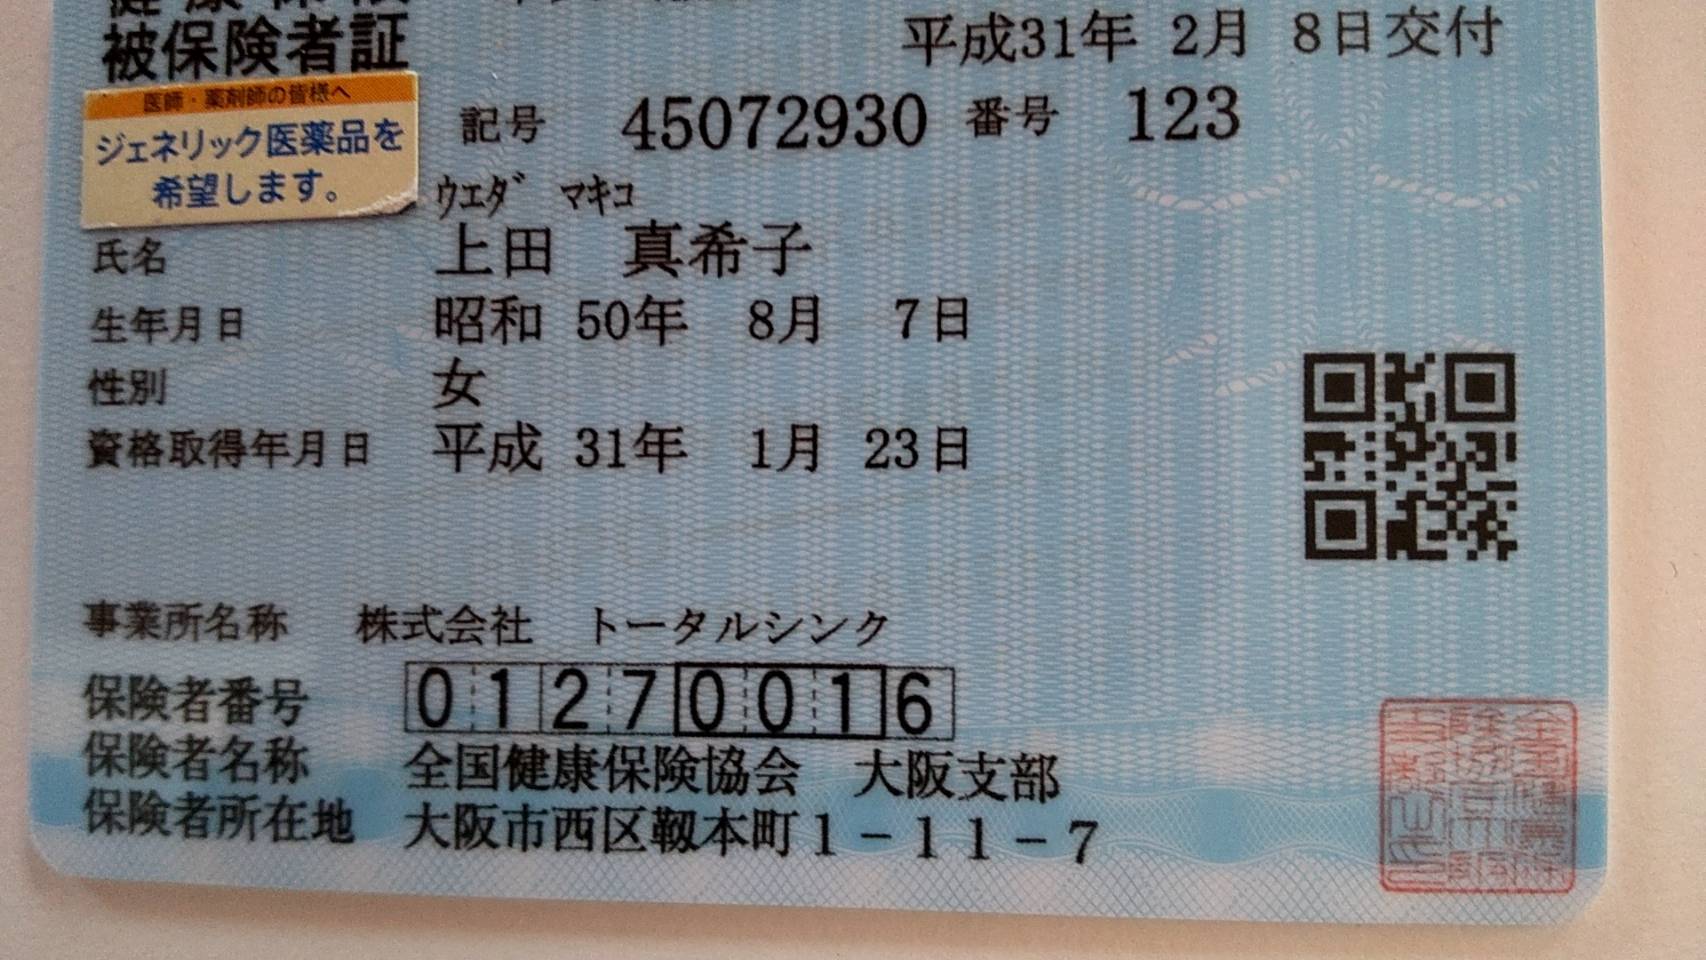 健康保険
被保険者証
平成31年 2月 8日交付
医師・薬剤師の皆様へ
ジェネリック医薬品を
希望します。
記号 45072930 番号 123
ｳｴﾀﾞ ﾏｷｺ
氏名 上田 真希子
生年月日 昭和 50年 8月 7日
性別 女
資格取得年月日 平成 31年 1月 23日
事業所名称 株式会社 トータルシンク
保険者番号 01270016
保険者名称 全国健康保険協会 大阪支部
保険者所在地 大阪市西区靱本町1－11－7